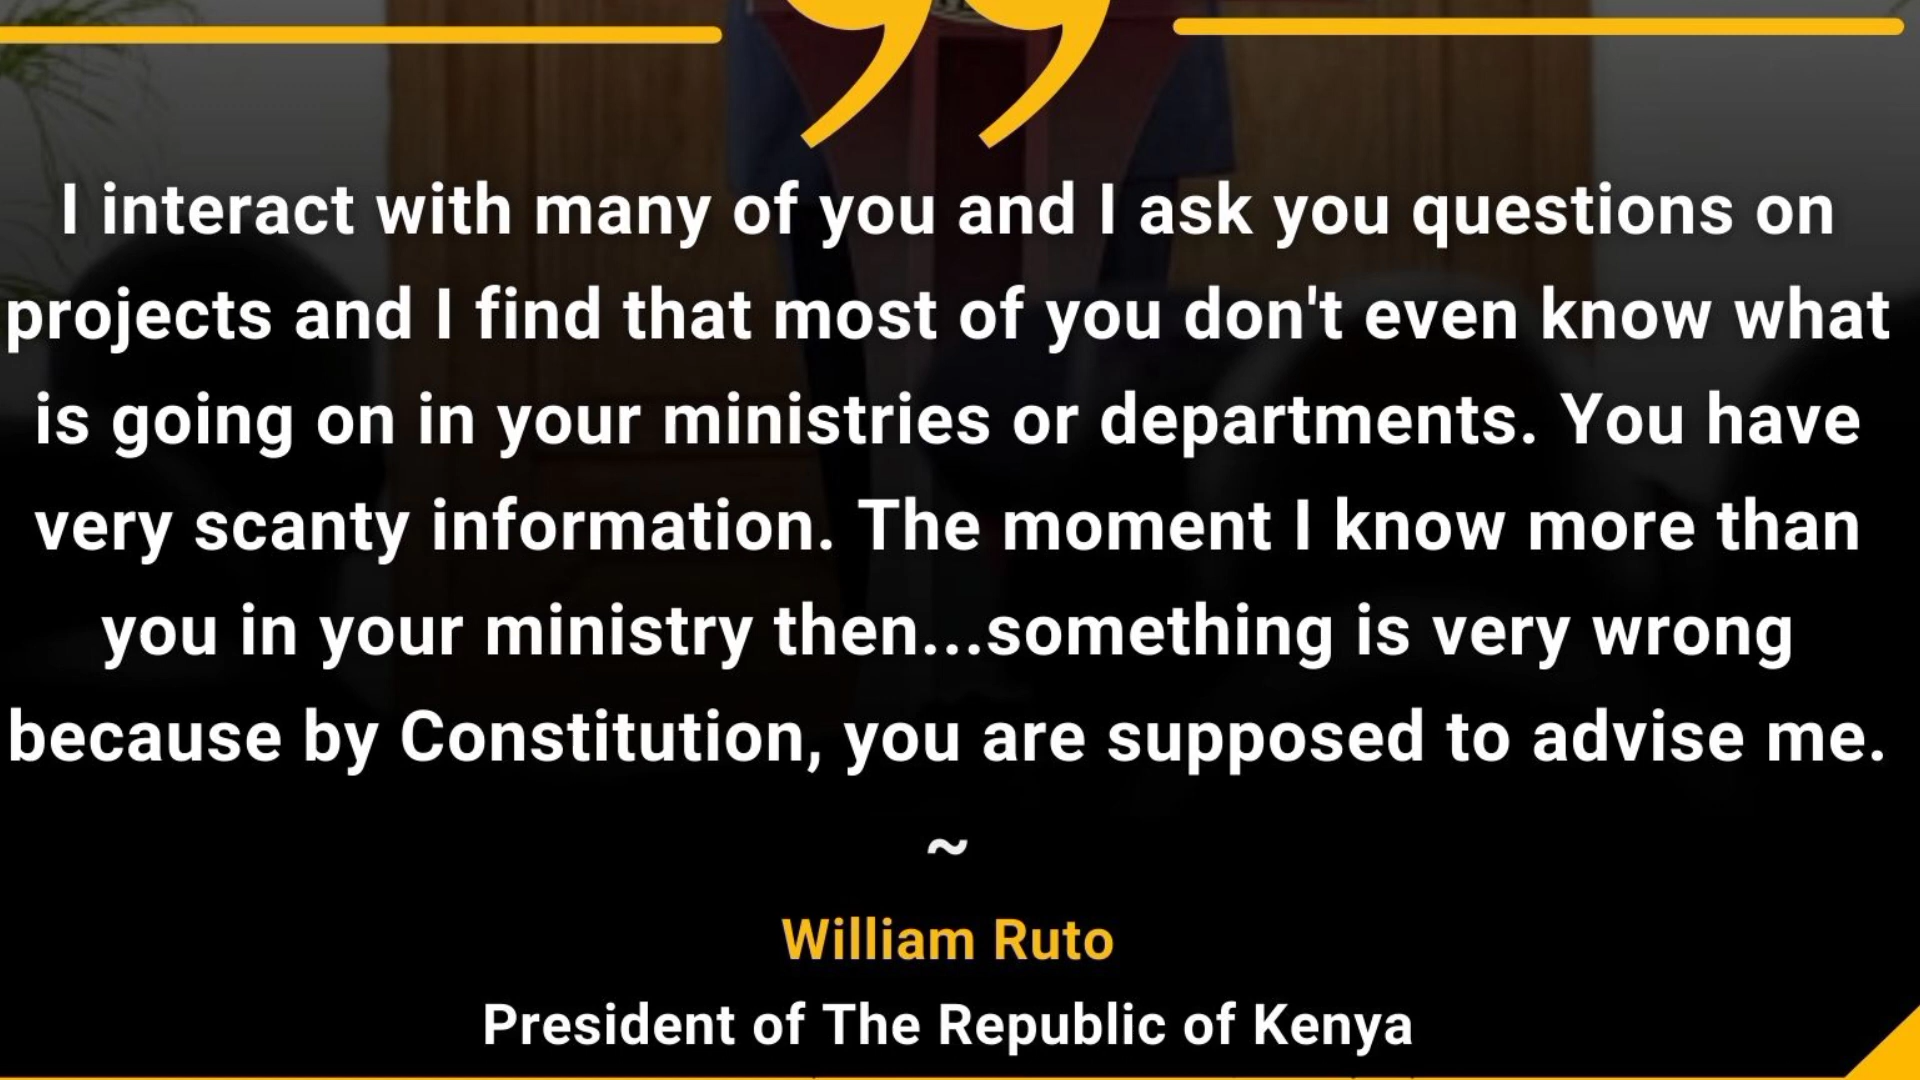 ”
I interact with many of you and I ask you questions on
projects and I find that most of you don't even know what
is going on in your ministries or departments. You have
very scanty information. The moment I know more than
you in your ministry then...something is very wrong
because by Constitution, you are supposed to advise me.
~
William Ruto
President of The Republic of Kenya